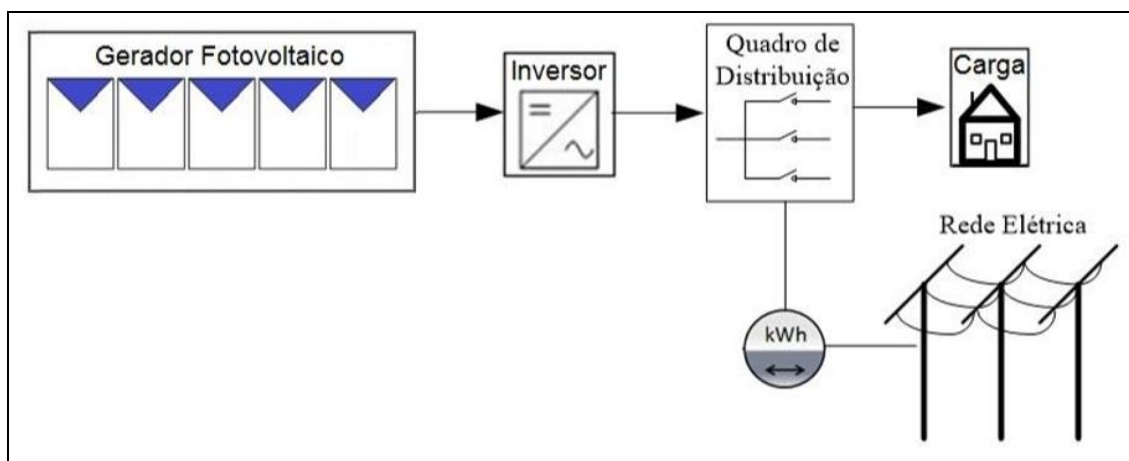 Gerador Fotovoltaico
Inversor
Quadro de
Distribuição
Carga
Rede Elétrica
kWh